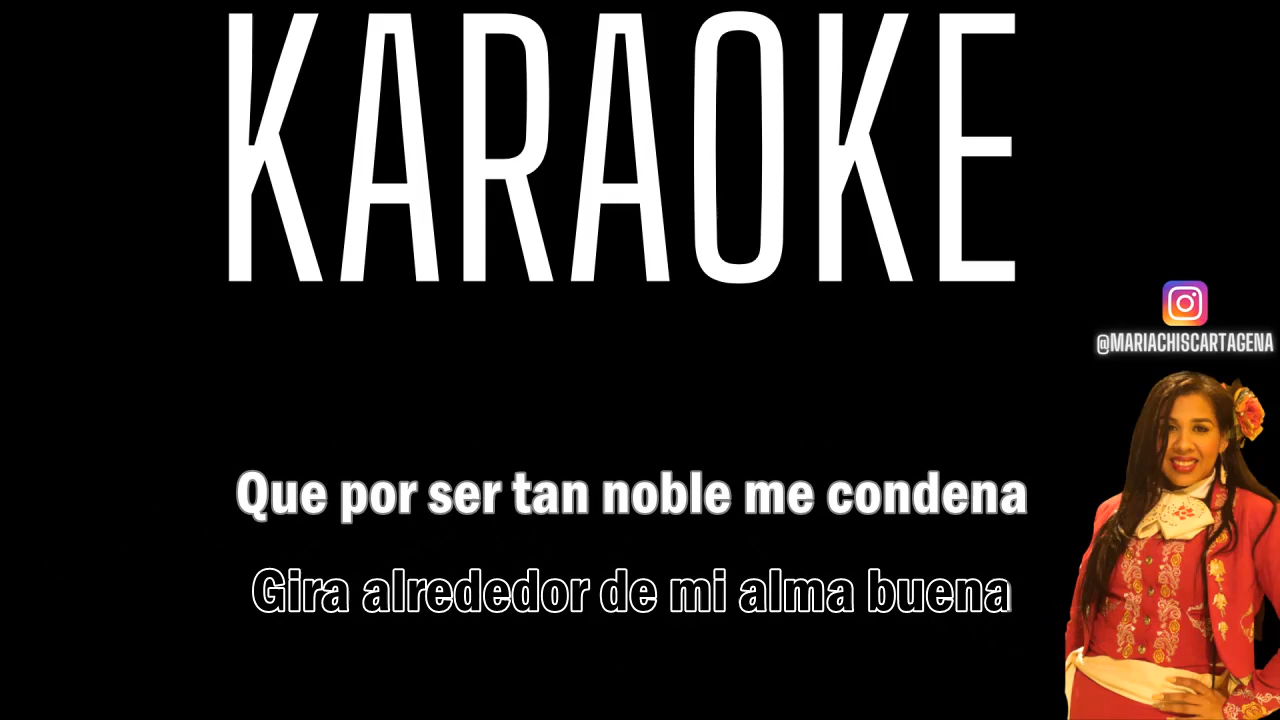 KARAOKE
@MARIACHISCARTAGENA
Que por ser tan noble me condena
Gira alrededor de mi alma buena